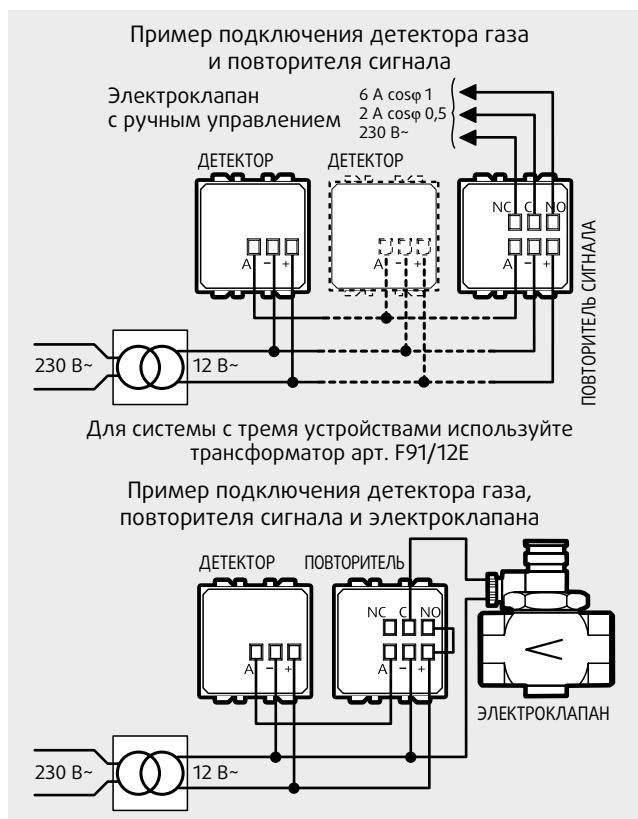 Пример подключения детектора газа
и повторителя сигнала
Электроклапан
с ручным управлением
6 А cosφ 1
2 А cosφ 0,5
230 В~
ДЕТЕКТОР
ДЕТЕКТОР
NC C NO
A − +
A − +
A − +
ПОВТОРИТЕЛЬ СИГНАЛА
230 В~
12 В~
Для системы с тремя устройствами используйте
трансформатор арт. F91/12E
Пример подключения детектора газа,
повторителя сигнала и электроклапана
ДЕТЕКТОР
ПОВТОРИТЕЛЬ
NC C NO
A − +
A − +
ЭЛЕКТРОКЛАПАН
230 В~
12 В~